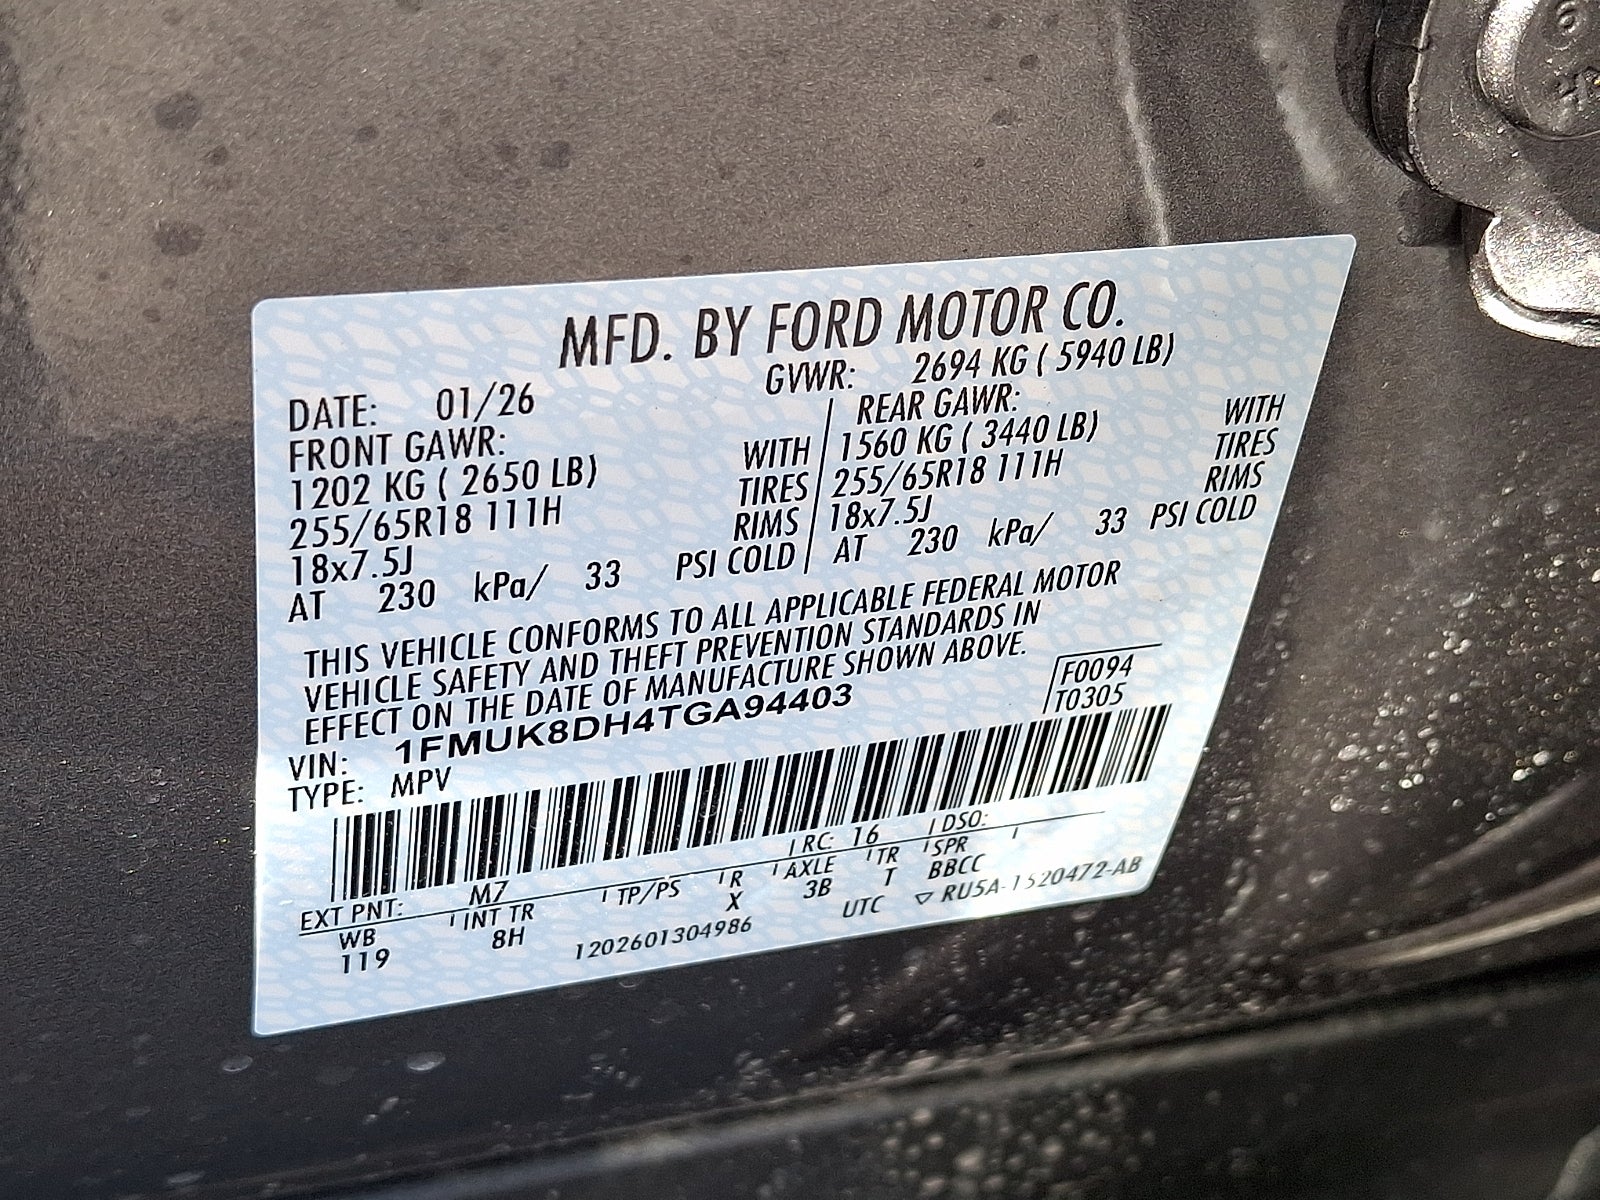 MFD. BY FORD MOTOR CO.
DATE: 01/26 GVWR: 2694 KG ( 5940 LB)
FRONT GAWR: REAR GAWR:
1202 KG ( 2650 LB) WITH 1560 KG ( 3440 LB) WITH
255/65R18 111H TIRES 255/65R18 111H TIRES
18x7.5J RIMS 18x7.5J RIMS
AT 230 kPa/ 33 PSI COLD AT 230 kPa/ 33 PSI COLD
THIS VEHICLE CONFORMS TO ALL APPLICABLE FEDERAL MOTOR
VEHICLE SAFETY AND THEFT PREVENTION STANDARDS IN
EFFECT ON THE DATE OF MANUFACTURE SHOWN ABOVE.
VIN: 1FMUK8DH4TGA94403 F0094
TYPE: MPV T0305
EXT PNT: M7 RC: 16 DSO:
WB INT TR TP/PS R AXLE TR SPR
119 8H X 3B T BBCC
1202601304986 UTC ▽ RU5A-1520472-AB